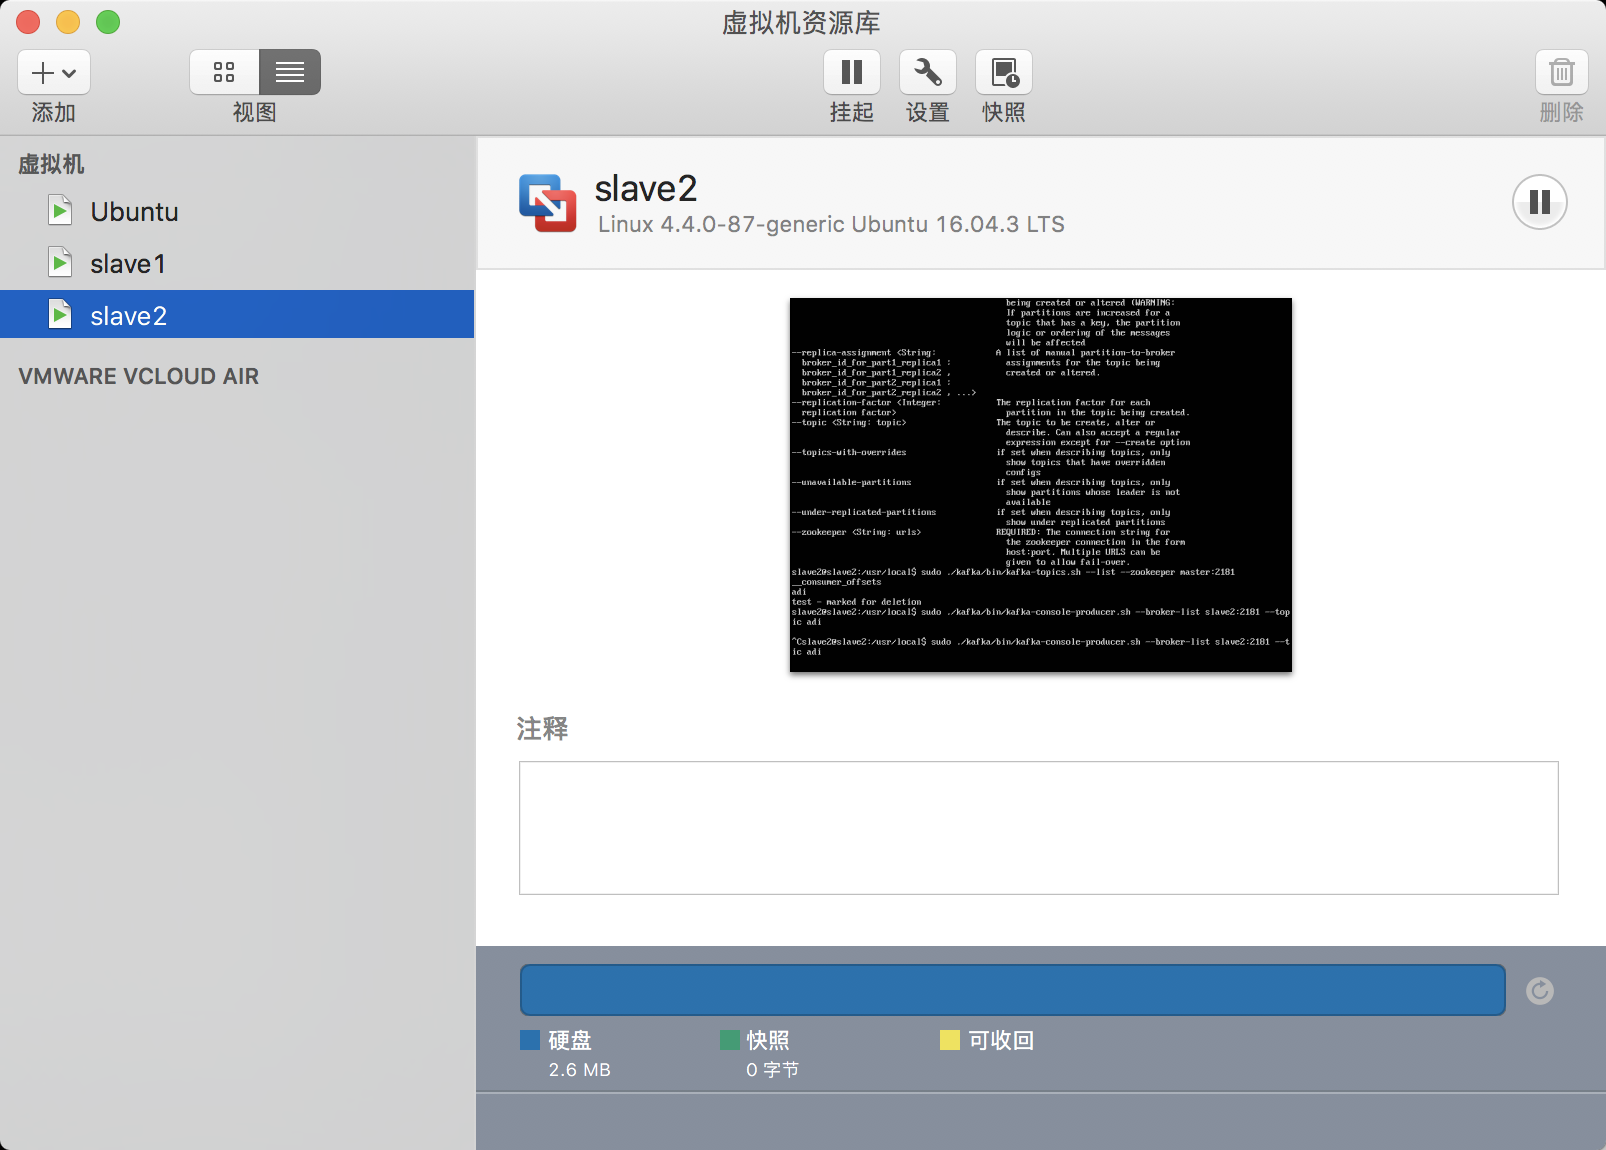 虚拟机资源库
添加
视图
挂起
设置
快照
删除
虚拟机
Ubuntu
slave1
slave2
VMWARE VCLOUD AIR
slave2
Linux 4.4.0-87-generic Ubuntu 16.04.3 LTS
being created or altered (WARNING:
If partitions are increased for a
topic that has a key, the partition
logic or ordering of the messages
will be affected
--replica-assignment <String: A list of manual partition-to-broker
broker_id_for_part1_replica1 : assignments for the topic being
broker_id_for_part1_replica2 , created or altered.
broker_id_for_part2_replica1 :
broker_id_for_part2_replica2 , ...>
--replication-factor <Integer: The replication factor for each
replication factor> partition in the topic being created.
--topic <String: topic> The topic to be create, alter or
describe. Can also accept a regular
expression except for --create option
--topics-with-overrides if set when describing topics, only
show topics that have overridden
configs
--unavailable-partitions if set when describing topics, only
show partitions whose leader is not
available
--under-replicated-partitions if set when describing topics, only
show under replicated partitions
--zookeeper <String: urls> REQUIRED: The connection string for
the zookeeper connection in the form
host:port. Multiple URLS can be
given to allow fail-over.
slave2@slave2:/usr/local$ sudo ./kafka/bin/kafka-topics.sh --list --zookeeper master:2181
__consumer_offsets
adi
test - marked for deletion
slave2@slave2:/usr/local$ sudo ./kafka/bin/kafka-console-producer.sh --broker-list slave2:2181 --top
ic adi
^Cslave2@slave2:/usr/local$ sudo ./kafka/bin/kafka-console-producer.sh --broker-list slave2:2181 --t
ic adi
注释
硬盘
2.6 MB
快照
0 字节
可收回